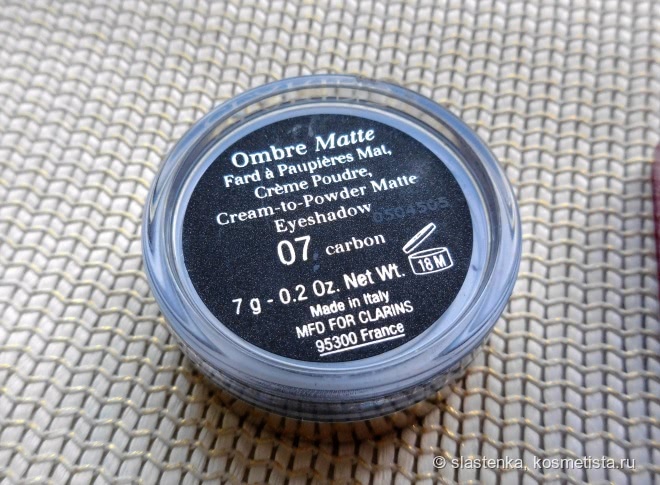 Ombre Matte
Fard à Paupières Mat,
Crème Poudre,
Cream-to-Powder Matte
Eyeshadow
0504505
07 carbon
18 M
7 g - 0.2 Oz. Net Wt.
Made in Italy
MFD FOR CLARINS
95300 France
© slastenka, kosmetista.ru